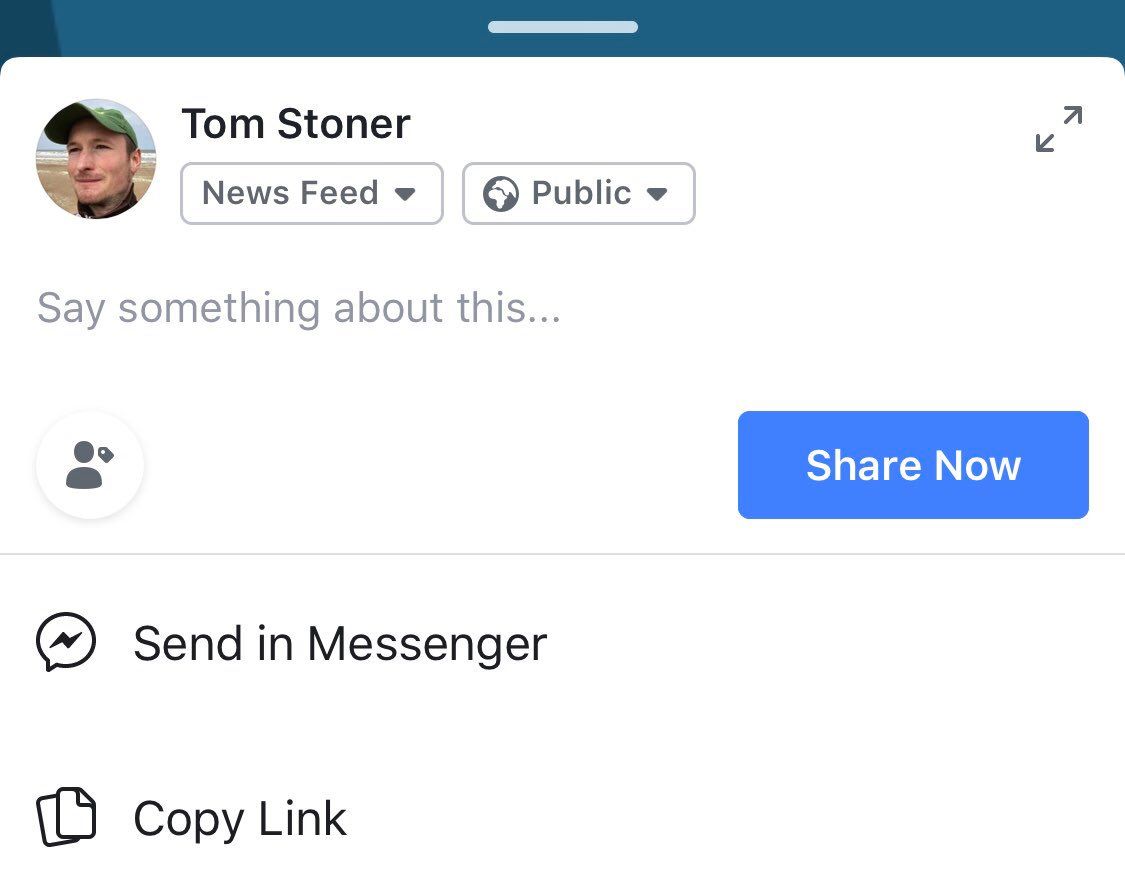 Tom Stoner
News Feed
Public
Say something about this...
Share Now
Send in Messenger
Copy Link